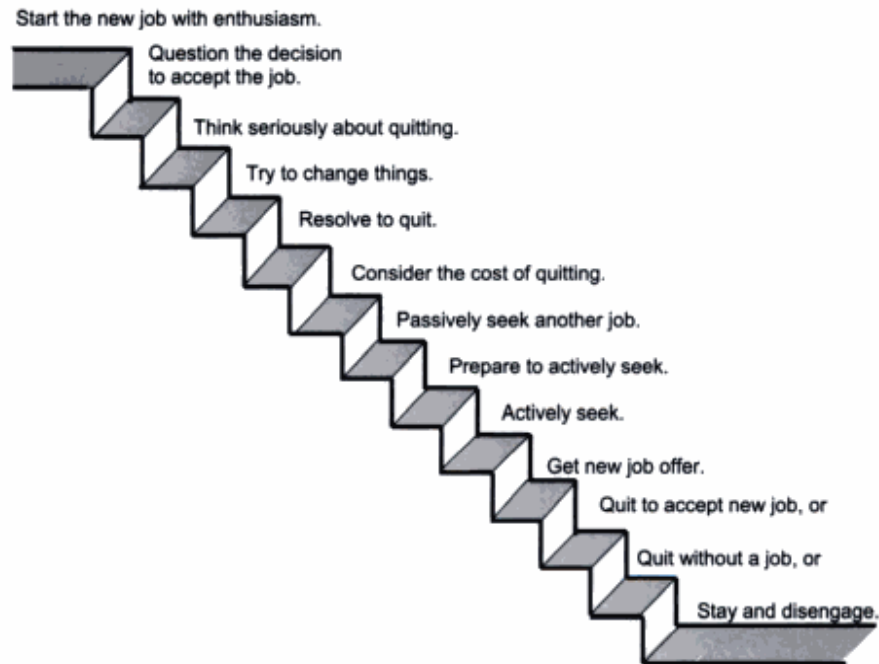 Start the new job with enthusiasm.
Question the decision
to accept the job.
Think seriously about quitting.
Try to change things.
Resolve to quit.
Consider the cost of quitting.
Passively seek another job.
Prepare to actively seek.
Actively seek.
Get new job offer.
Quit to accept new job, or
Quit without a job, or
Stay and disengage.